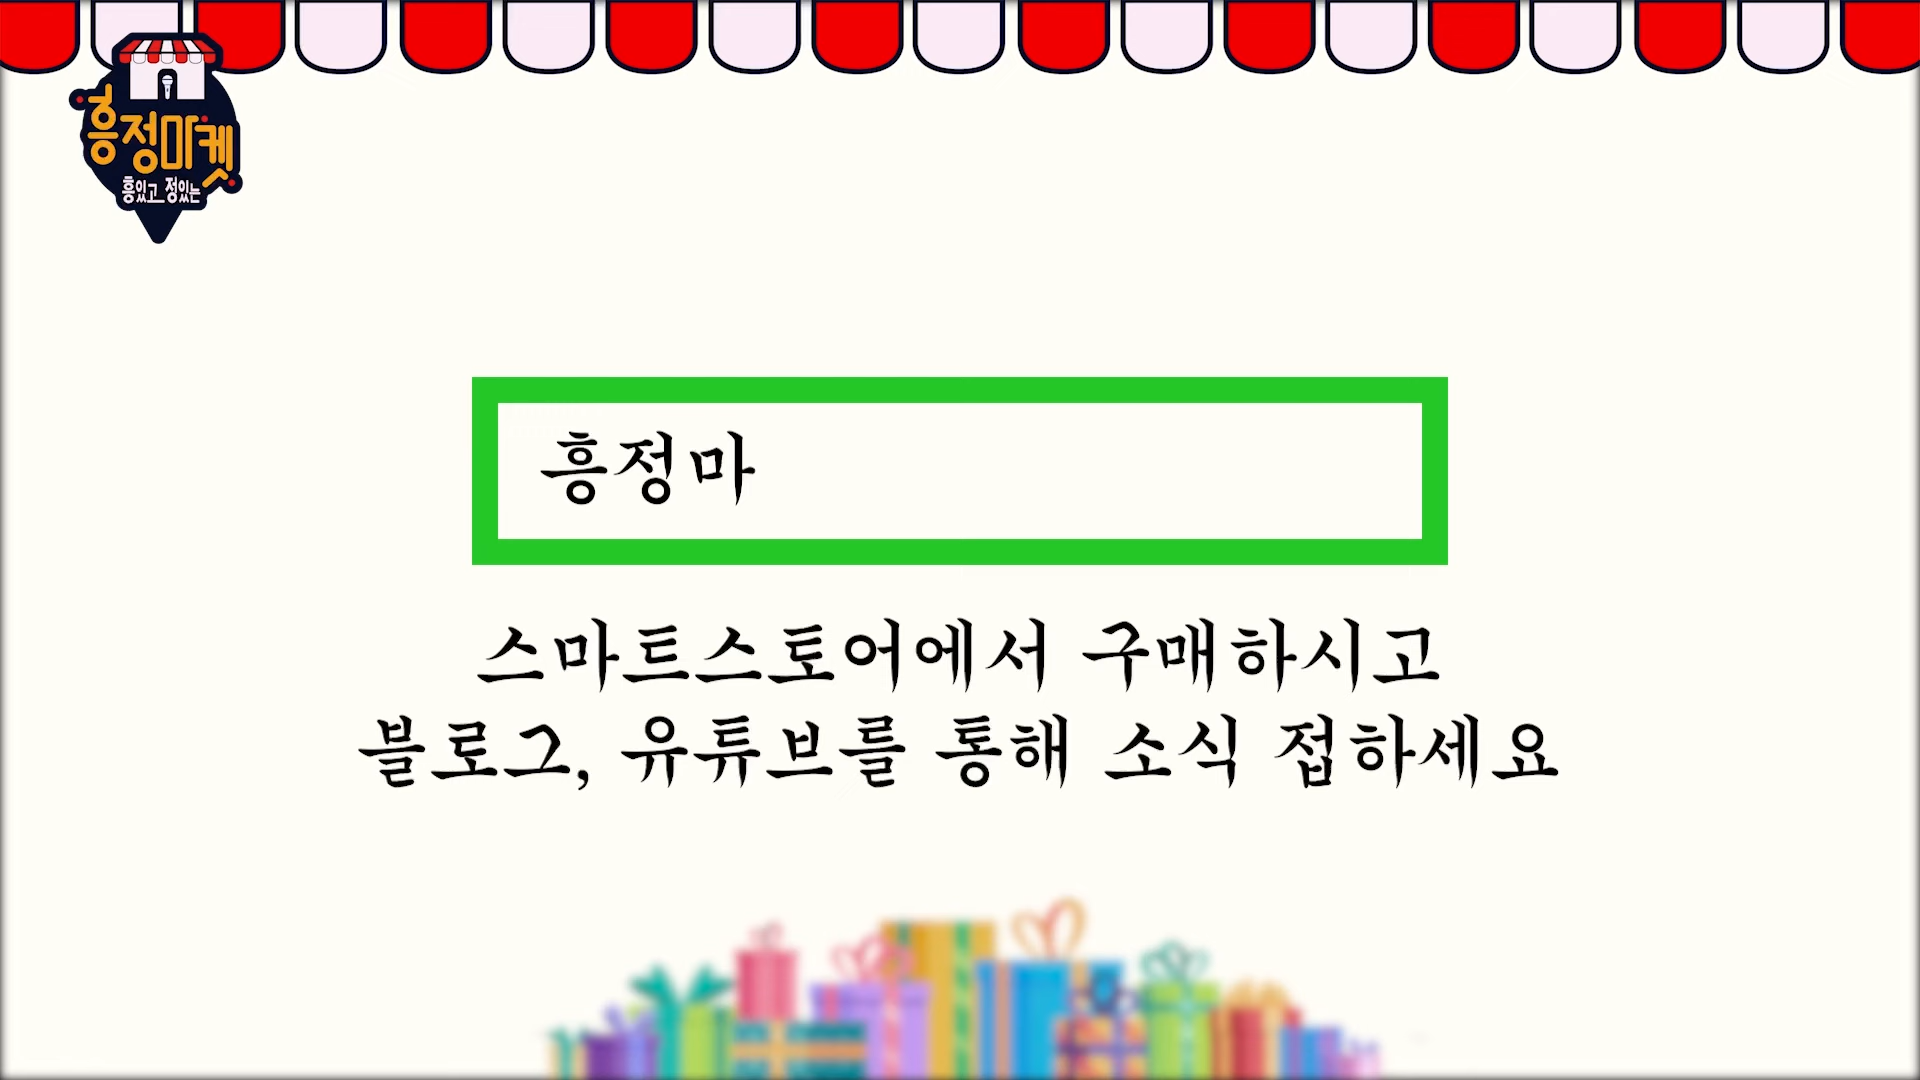 흥정마켓
흥있고 정있는
흥정마
스마트스토어에서 구매하시고
블로그, 유튜브를 통해 소식 접하세요